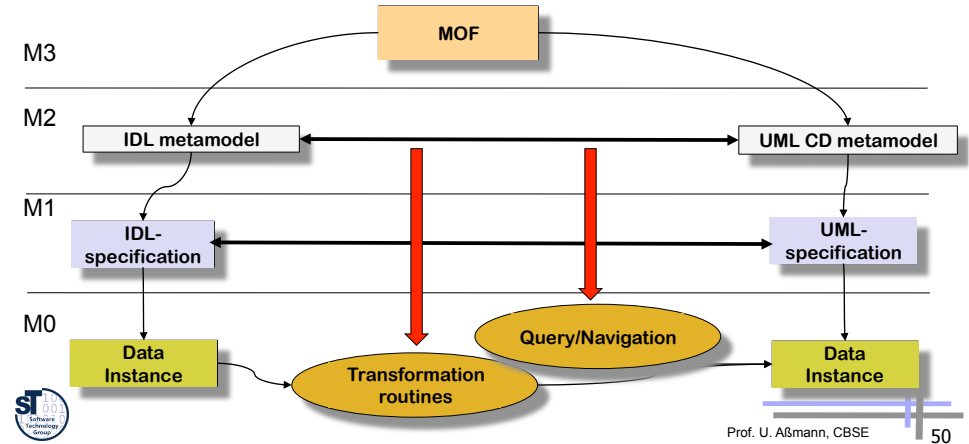 M3
MOF
M2
IDL metamodel
UML CD metamodel
M1
IDL-
specification
UML-
specification
M0
Query/Navigation
Data
Instance
Transformation
routines
Data
Instance
ST
Software
Technology
Group
Prof. U. Aßmann, CBSE
50